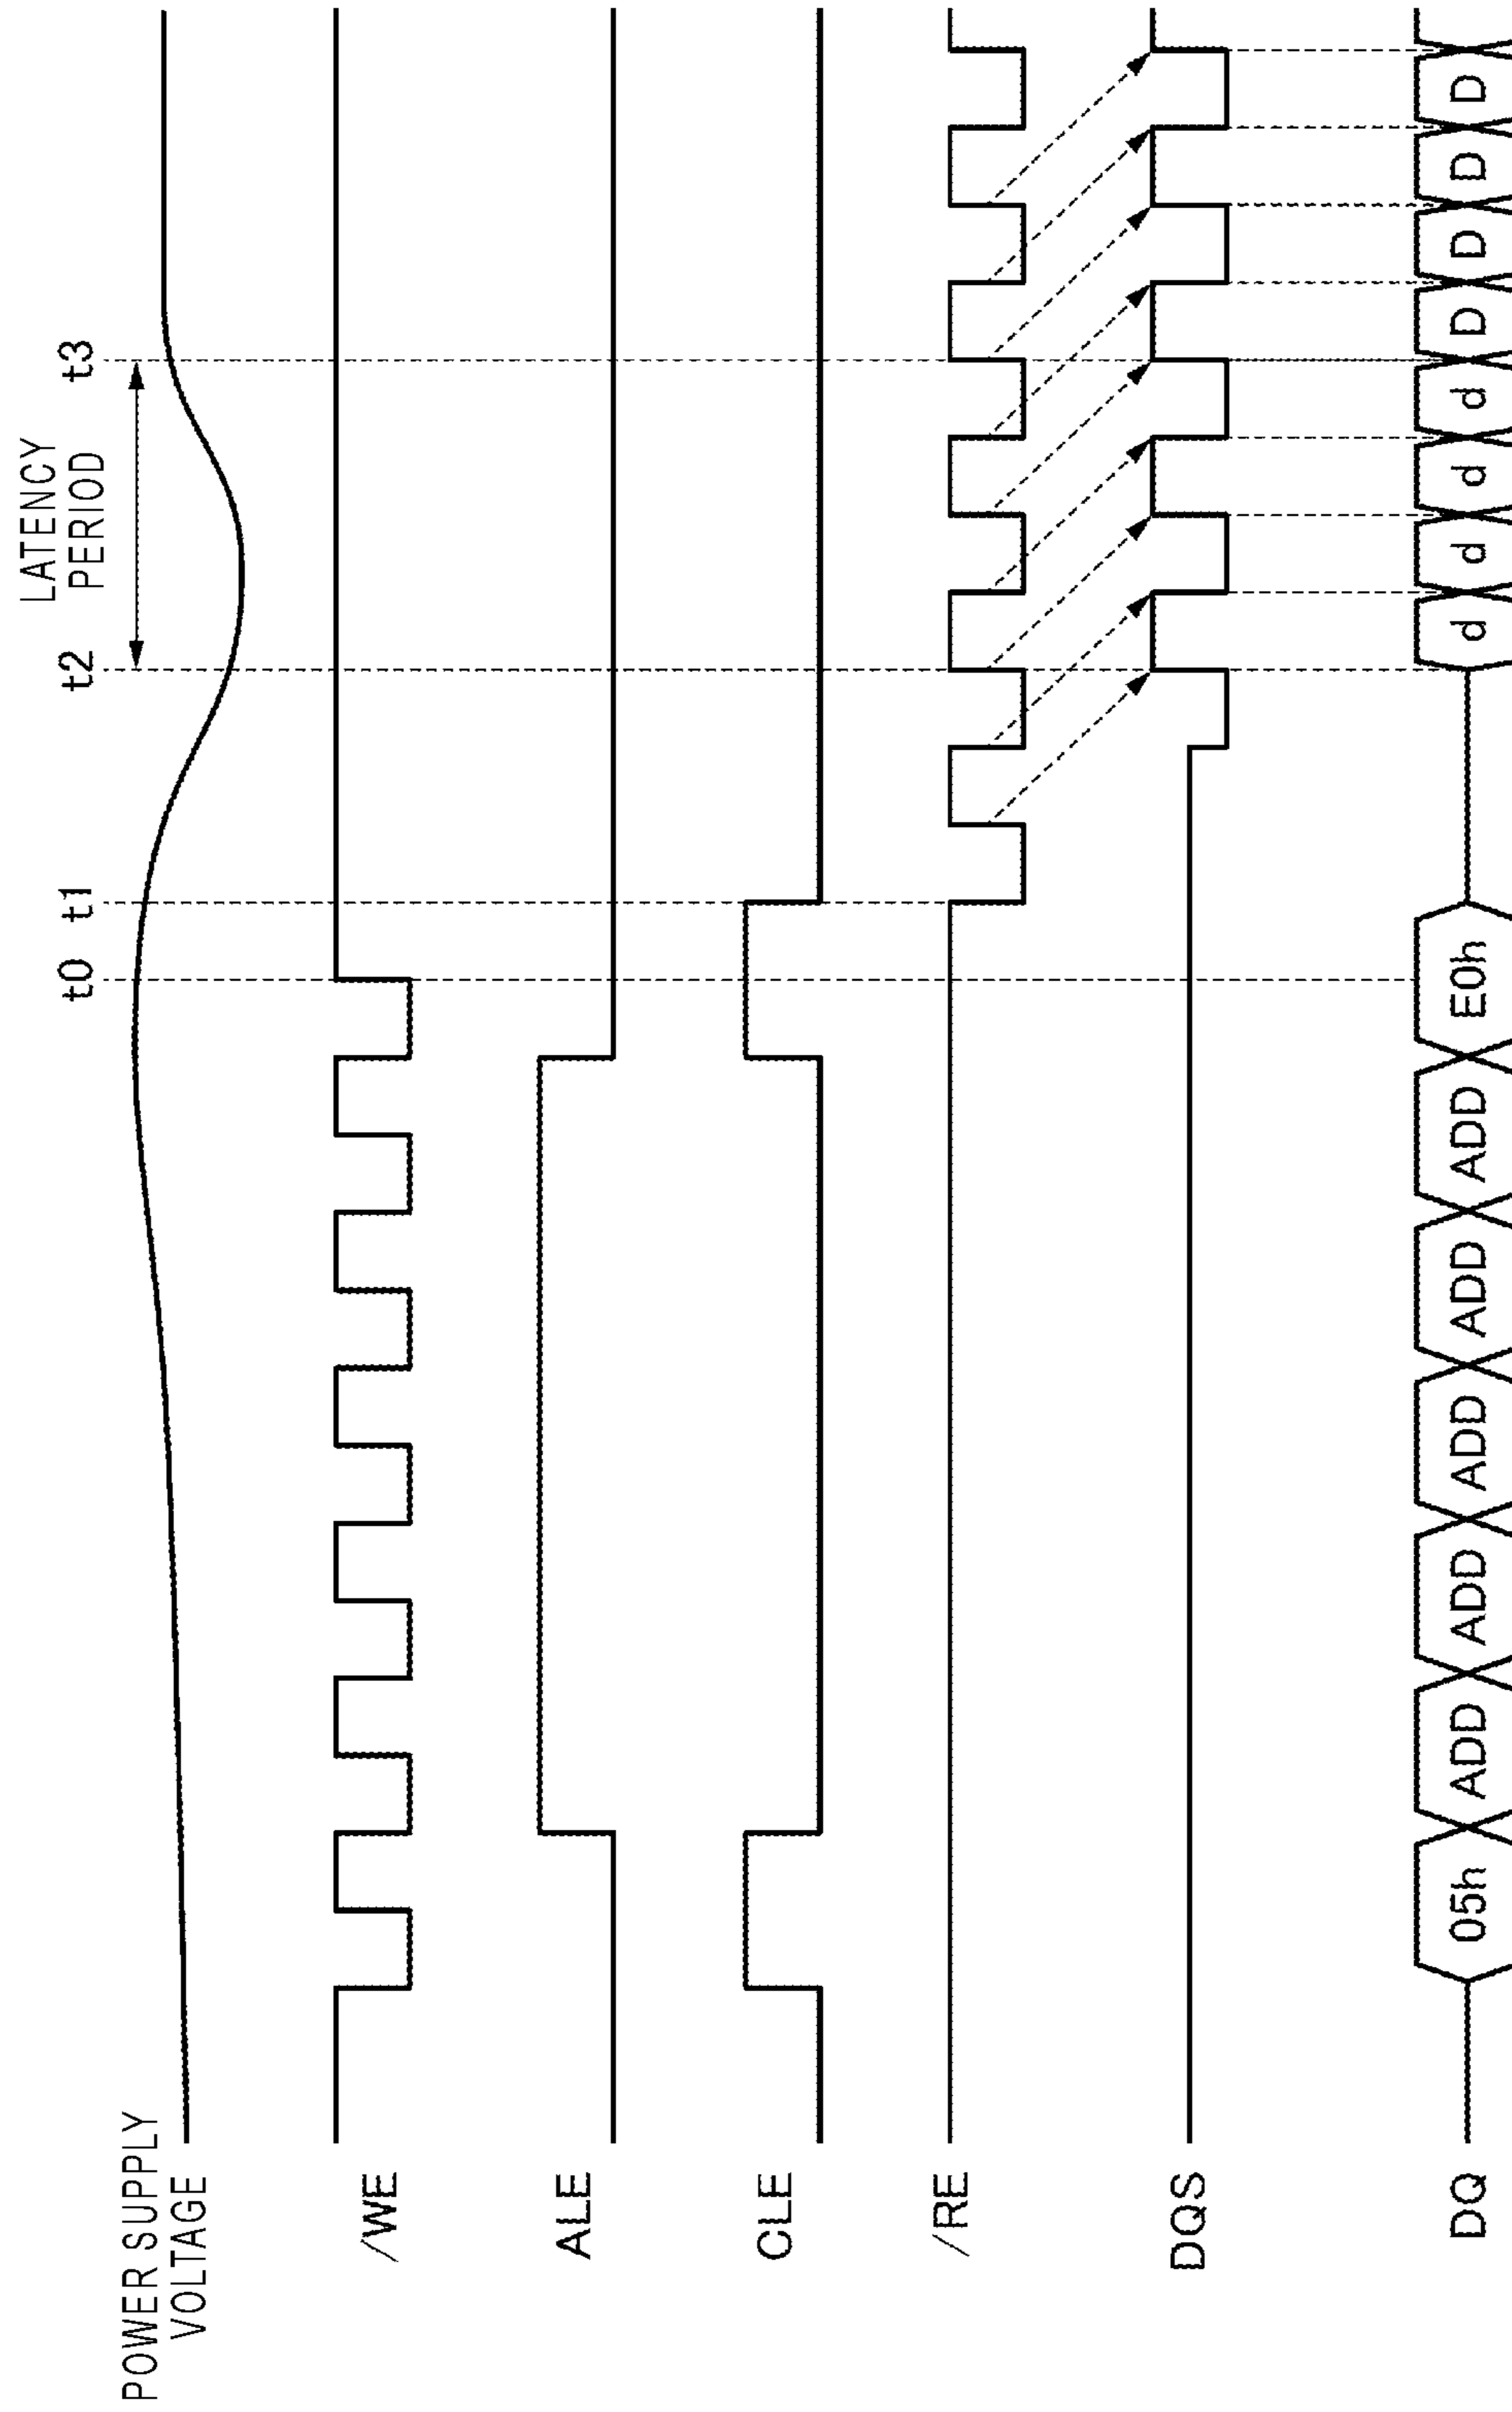 LATENCY
PERIOD
t0 t1 t2 t3
POWER SUPPLY
VOLTAGE
/WE
ALE
CLE
/RE
DQS
DQ 05h ADD ADD ADD ADD ADD E0h d d d d D D D D